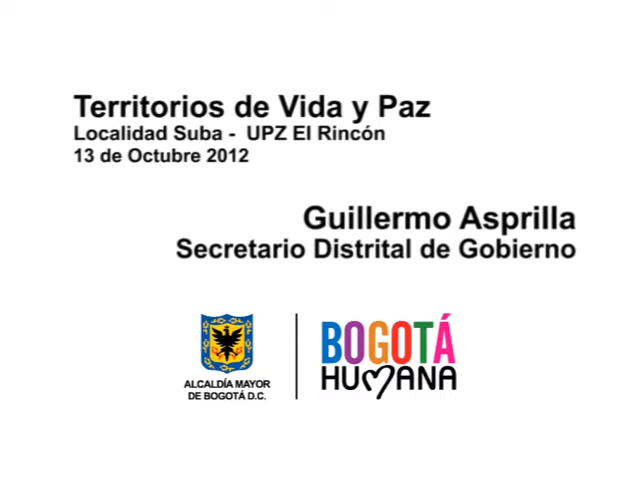 Territorios de Vida y Paz
Localidad Suba - UPZ El Rincón
13 de Octubre 2012
Guillermo Asprilla
Secretario Distrital de Gobierno
ALCALDÍA MAYOR
DE BOGOTÁ D.C.
BOGOTÁ
HUMANA